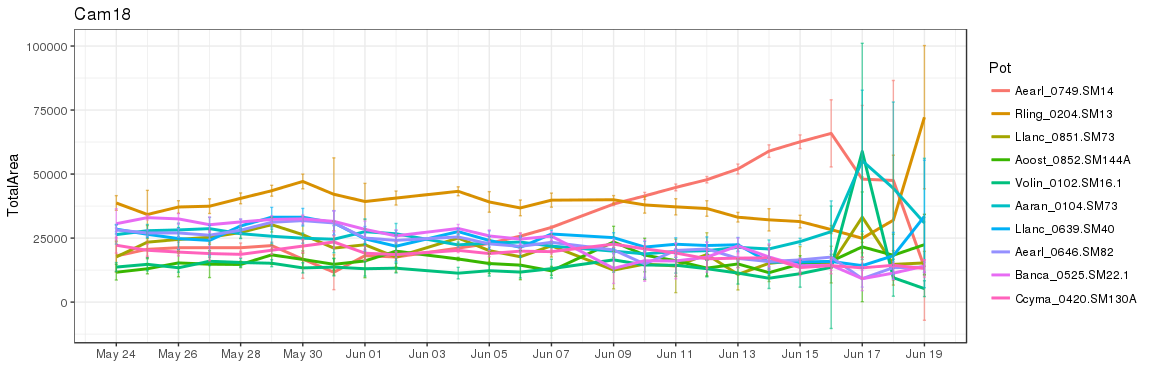 Cam18
TotalArea
100000
75000
50000
25000
0
May 24 May 26 May 28 May 30 Jun 01 Jun 03 Jun 05 Jun 07 Jun 09 Jun 11 Jun 13 Jun 15 Jun 17 Jun 19
Pot
Aearl_0749.SM14
Rling_0204.SM13
Llanc_0851.SM73
Aoost_0852.SM144A
Volin_0102.SM16.1
Aaran_0104.SM73
Llanc_0639.SM40
Aearl_0646.SM82
Banca_0525.SM22.1
Ccyma_0420.SM130A